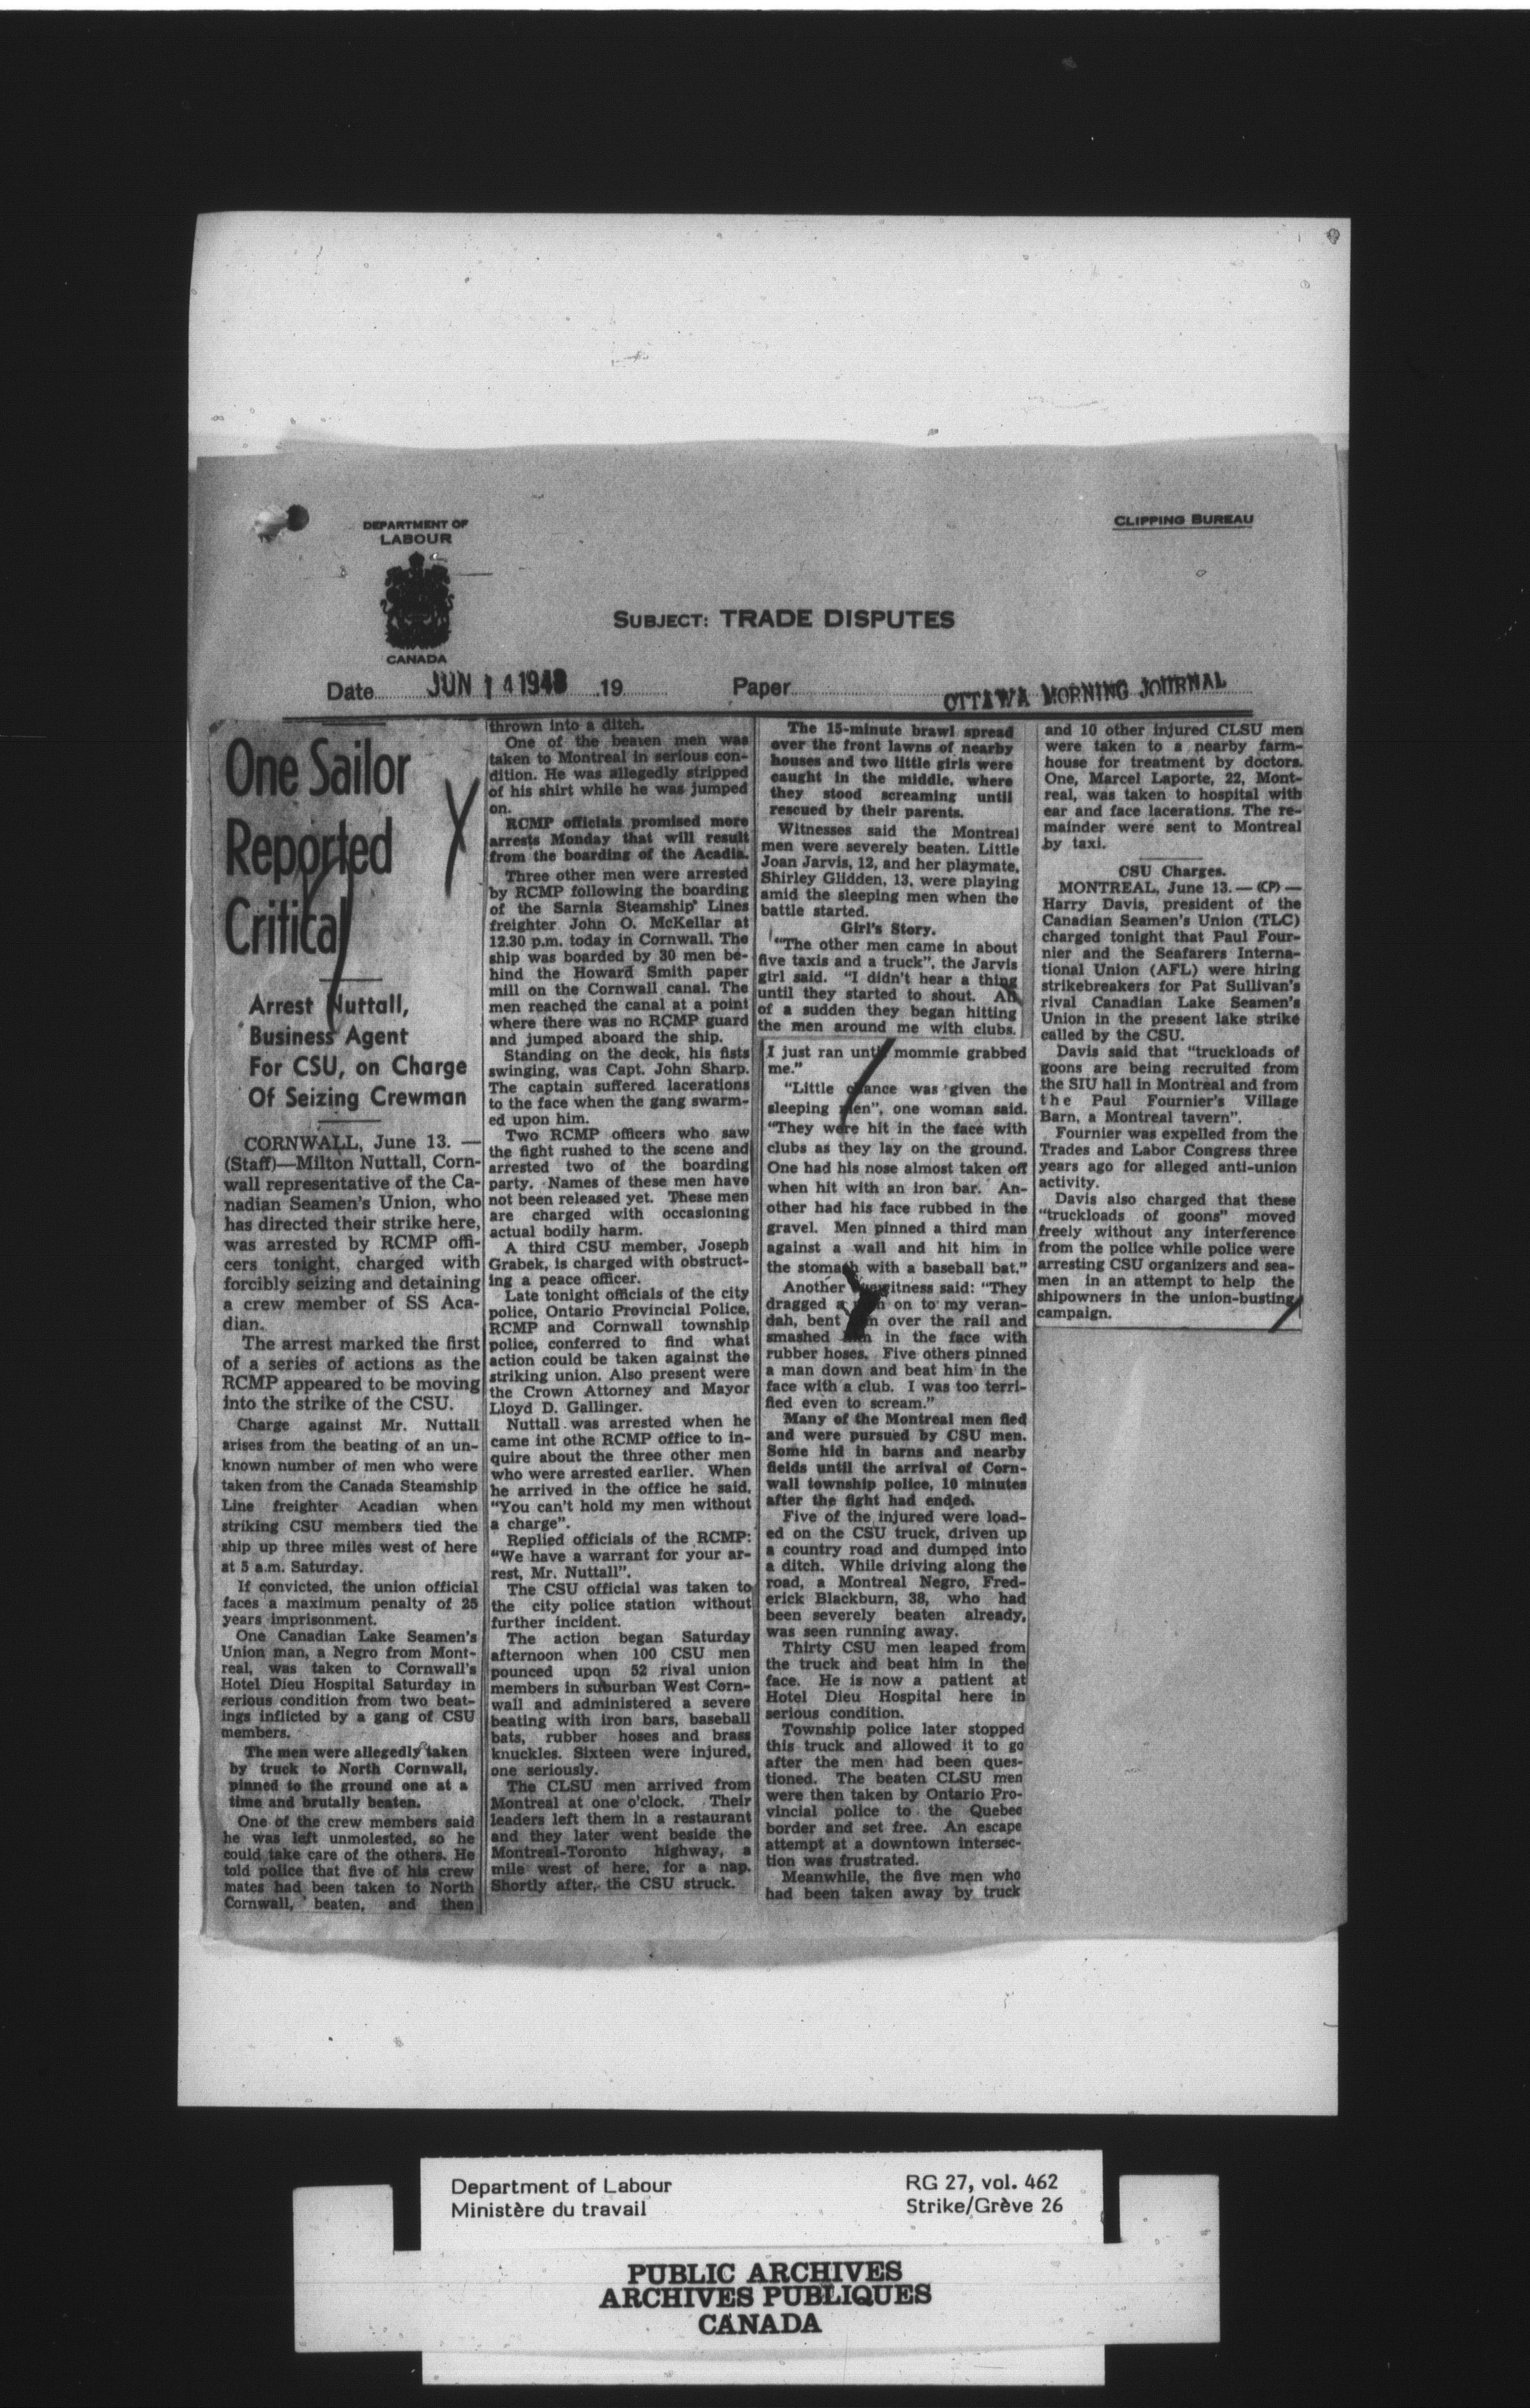 DEPARTMENT OF
LABOUR
CANADA
CLIPPING BUREAU
SUBJECT: TRADE DISPUTES
Date JUN 14 1948 19 Paper OTTAWA MORNING JOURNAL
One Sailor
Reported
Critical
Arrest Nuttall,
Business Agent
For CSU, on Charge
Of Seizing Crewman
CORNWALL, June 13. —
(Staff)—Milton Nuttall, Corn-
wall representative of the Ca-
nadian Seamen's Union, who
has directed their strike here,
was arrested by RCMP offi-
cers tonight, charged with
forcibly seizing and detaining
a crew member of SS Aca-
dian.
The arrest marked the first
of a series of actions as the
RCMP appeared to be moving
into the strike of the CSU.
Charge against Mr. Nuttall
arises from the beating of an un-
known number of men who were
taken from the Canada Steamship
Line freighter Acadian when
striking CSU members tied the
ship up three miles west of here
at 5 a.m. Saturday.
If convicted, the union official
faces a maximum penalty of 25
years imprisonment.
One Canadian Lake Seamen's
Union man, a Negro from Mont-
real, was taken to Cornwall's
Hotel Dieu Hospital Saturday in
serious condition from two beat-
ings inflicted by a gang of CSU
members.
The men were allegedly taken
by truck to North Cornwall,
pinned to the ground one at a
time and brutally beaten.
One of the crew members said
he was left unmolested, so he
could take care of the others. He
told police that five of his crew
mates had been taken to North
Cornwall, beaten, and then
thrown into a ditch.
One of the beaten men was
taken to Montreal in serious con-
dition. He was allegedly stripped
of his shirt while he was jumped
on.
RCMP officials promised more
arrests Monday that will result
from the boarding of the Acadia.
Three other men were arrested
by RCMP following the boarding
of the Sarnia Steamship Lines
freighter John O. McKellar at
12.30 p.m. today in Cornwall. The
ship was boarded by 30 men be-
hind the Howard Smith paper
mill on the Cornwall canal. The
men reached the canal at a point
where there was no RCMP guard
and jumped aboard the ship.
Standing on the deck, his fists
swinging, was Capt. John Sharp.
The captain suffered lacerations
to the face when the gang swarm-
ed upon him.
Two RCMP officers who saw
the fight rushed to the scene and
arrested two of the boarding
party. Names of these men have
not been released yet. These men
are charged with occasioning
actual bodily harm.
A third CSU member, Joseph
Grabek, is charged with obstruct-
ing a peace officer.
Late tonight officials of the city
police, Ontario Provincial Police,
RCMP and Cornwall township
police, conferred to find what
action could be taken against the
striking union. Also present were
the Crown Attorney and Mayor
Lloyd D. Gallinger.
Nuttall was arrested when he
came int othe RCMP office to in-
quire about the three other men
who were arrested earlier. When
he arrived in the office he said,
"You can't hold my men without
a charge".
Replied officials of the RCMP:
"We have a warrant for your ar-
rest, Mr. Nuttall".
The CSU official was taken to
the city police station without
further incident.
The action began Saturday
afternoon when 100 CSU men
pounced upon 52 rival union
members in suburban West Corn-
wall and administered a severe
beating with iron bars, baseball
bats, rubber hoses and brass
knuckles. Sixteen were injured,
one seriously.
The CLSU men arrived from
Montreal at one o'clock. Their
leaders left them in a restaurant
and they later went beside the
Montreal-Toronto highway, a
mile west of here, for a nap.
Shortly after, the CSU struck.
The 15-minute brawl spread
over the front lawns of nearby
houses and two little girls were
caught in the middle, where
they stood screaming until
rescued by their parents.
Witnesses said the Montreal
men were severely beaten. Little
Joan Jarvis, 12, and her playmate,
Shirley Glidden, 13, were playing
amid the sleeping men when the
battle started.
Girl's Story.
"The other men came in about
five taxis and a truck", the Jarvis
girl said. "I didn't hear a thing
until they started to shout. All
of a sudden they began hitting
the men around me with clubs.
I just ran until mommie grabbed
me."
"Little chance was given the
sleeping men", one woman said.
"They were hit in the face with
clubs as they lay on the ground.
One had his nose almost taken off
when hit with an iron bar. An-
other had his face rubbed in the
gravel. Men pinned a third man
against a wall and hit him in
the stomach with a baseball bat."
Another eyewitness said: "They
dragged a man on to my veran-
dah, bent him over the rail and
smashed him in the face with
rubber hoses. Five others pinned
a man down and beat him in the
face with a club. I was too terri-
fied even to scream."
Many of the Montreal men fled
and were pursued by CSU men.
Some hid in barns and nearby
fields until the arrival of Corn-
wall township police, 10 minutes
after the fight had ended.
Five of the injured were load-
ed on the CSU truck, driven up
a country road and dumped into
a ditch. While driving along the
road, a Montreal Negro, Fred-
erick Blackburn, 38, who had
been severely beaten already,
was seen running away.
Thirty CSU men leaped from
the truck and beat him in the
face. He is now a patient at
Hotel Dieu Hospital here in
serious condition.
Township police later stopped
this truck and allowed it to go
after the men had been ques-
tioned. The beaten CLSU men
were then taken by Ontario Pro-
vincial police to the Quebec
border and set free. An escape
attempt at a downtown intersec-
tion was frustrated.
Meanwhile, the five men who
had been taken away by truck
and 10 other injured CLSU men
were taken to a nearby farm-
house for treatment by doctors.
One, Marcel Laporte, 22, Mont-
real, was taken to hospital with
ear and face lacerations. The re-
mainder were sent to Montreal
by taxi.
CSU Charges.
MONTREAL, June 13. — (CP) —
Harry Davis, president of the
Canadian Seamen's Union (TLC)
charged tonight that Paul Four-
nier and the Seafarers Interna-
tional Union (AFL) were hiring
strikebreakers for Pat Sullivan's
rival Canadian Lake Seamen's
Union in the present lake strike
called by the CSU.
Davis said that "truckloads of
goons are being recruited from
the SIU hall in Montreal and from
the Paul Fournier's Village
Barn, a Montreal tavern".
Fournier was expelled from the
Trades and Labor Congress three
years ago for alleged anti-union
activity.
Davis also charged that these
"truckloads of goons" moved
freely without any interference
from the police while police were
arresting CSU organizers and sea-
men in an attempt to help the
shipowners in the union-busting
campaign.
Department of Labour
Ministère du travail
RG 27, vol. 462
Strike/Grève 26
PUBLIC ARCHIVES
ARCHIVES PUBLIQUES
CANADA